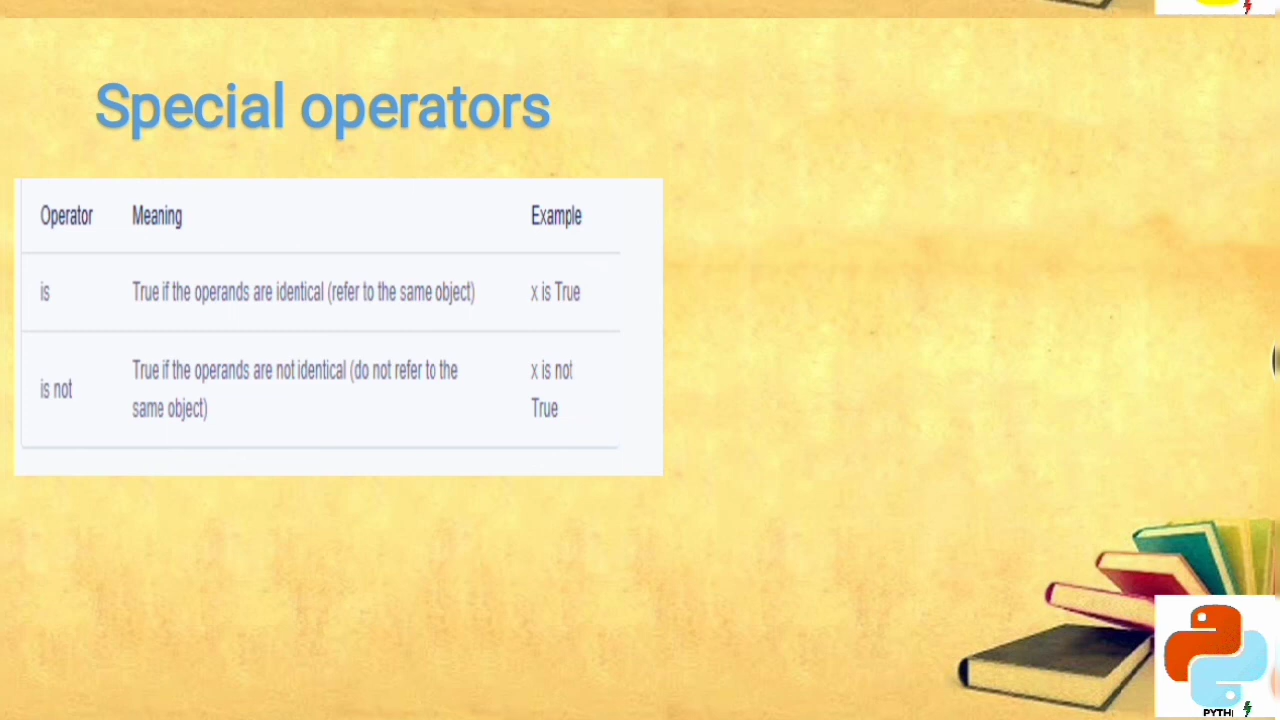 Special operators
Operator Meaning Example
is True if the operands are identical (refer to the same object) x is True
True if the operands are not identical (do not refer to the x is not
is not
same object) True
PYTH